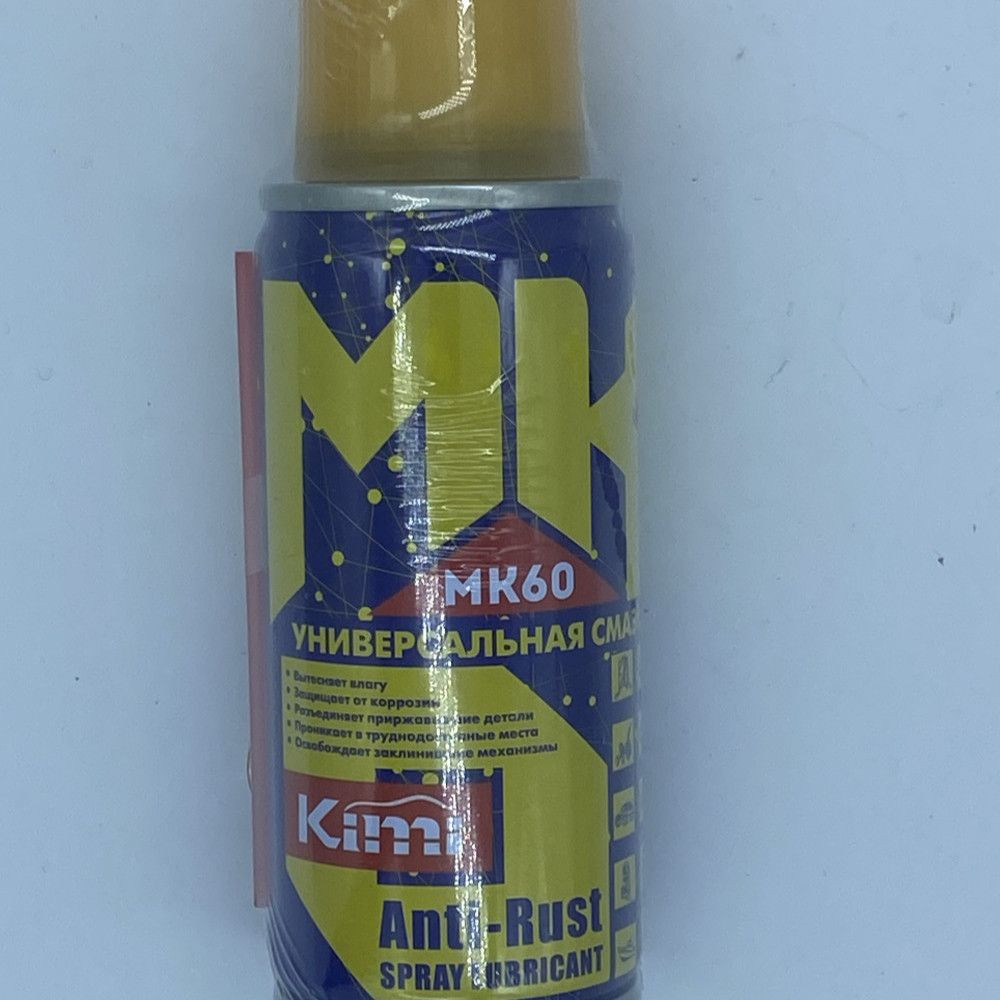 MK
MK60
УНИВЕРСАЛЬНАЯ СМАЗ
• Вытесняет влагу
• Защищает от коррозии
• Разъединяет приржавевшие детали
• Проникает в труднодоступные места
• Освобождает заклинившие механизмы
Kimi
Anti-Rust
SPRAY LUBRICANT